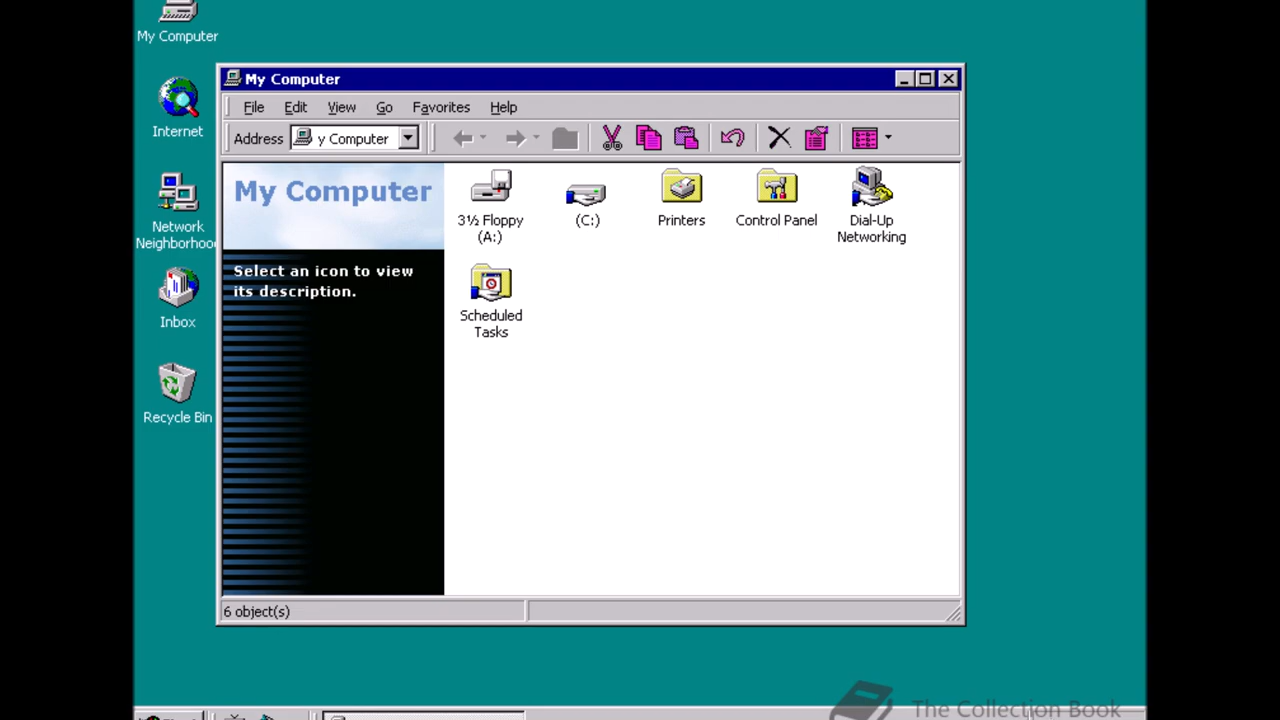 My Computer
Internet
Network
Neighborhoo
Inbox
Recycle Bin
My Computer
File Edit View Go Favorites Help
Address y Computer
My Computer
Select an icon to view
its description.
3½ Floppy
(A:)
(C:)
Printers
Control Panel
Dial-Up
Networking
Scheduled
Tasks
6 object(s)
The Collection Book